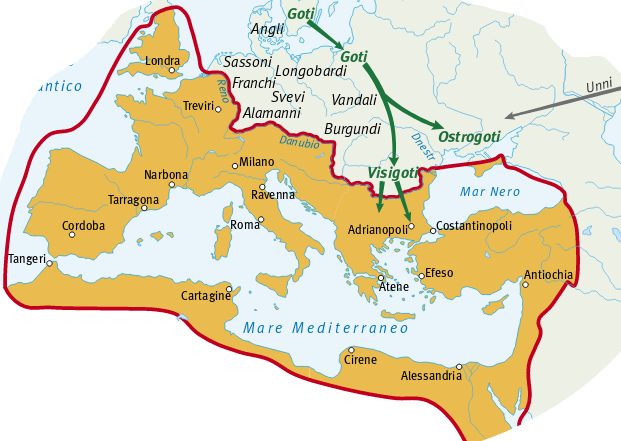 Goti
Angli
Goti
Londra
Sassoni
Longobardi
Franchi
antico
Reno
Unni
Svevi
Vandali
Treviri
Alamanni
Burgundi
Ostrogoti
Danubio
Dnestr
Milano
Visigoti
Narbona
Ravenna
Mar Nero
Tarragona
Roma
Cordoba
Adrianopoli
Costantinopoli
Tangeri
Efeso
Antiochia
Atene
Cartagine
Mare Mediterraneo
Cirene
Alessandria